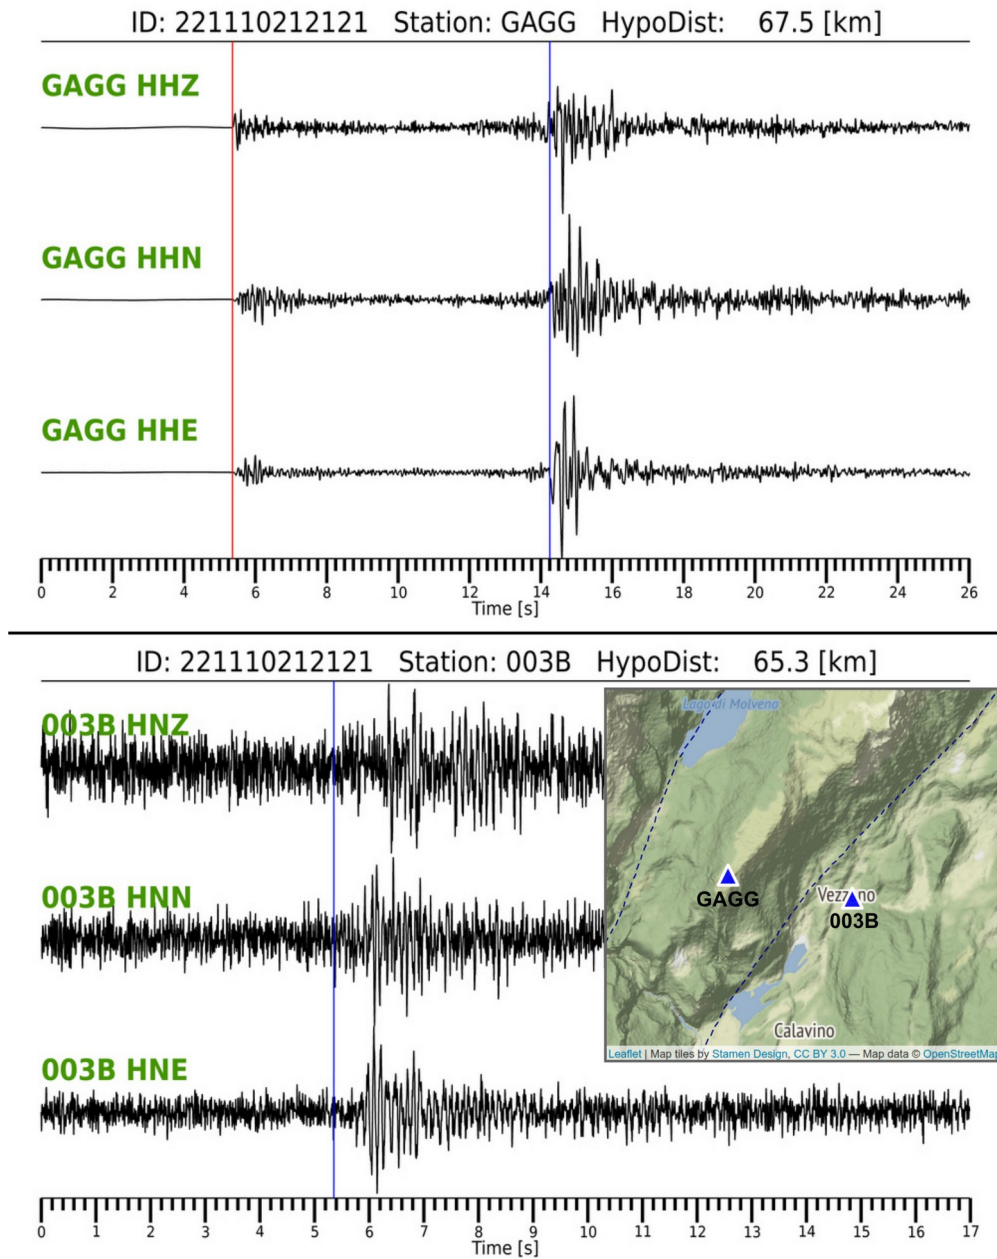 ID: 221110212121 Station: GAGG HypoDist: 67.5 [km]
GAGG HHZ
GAGG HHN
GAGG HHE
0 2 4 6 8 10 12 14 16 18 20 22 24 26
Time [s]
ID: 221110212121 Station: 003B HypoDist: 65.3 [km]
003B HNZ
003B HNN
003B HNE
Lago di Molveno
GAGG
Vezzano
003B
Calavino
Leaflet | Map tiles by Stamen Design, CC BY 3.0 — Map data © OpenStreetMap
0 1 2 3 4 5 6 7 8 9 10 11 12 13 14 15 16 17
Time [s]